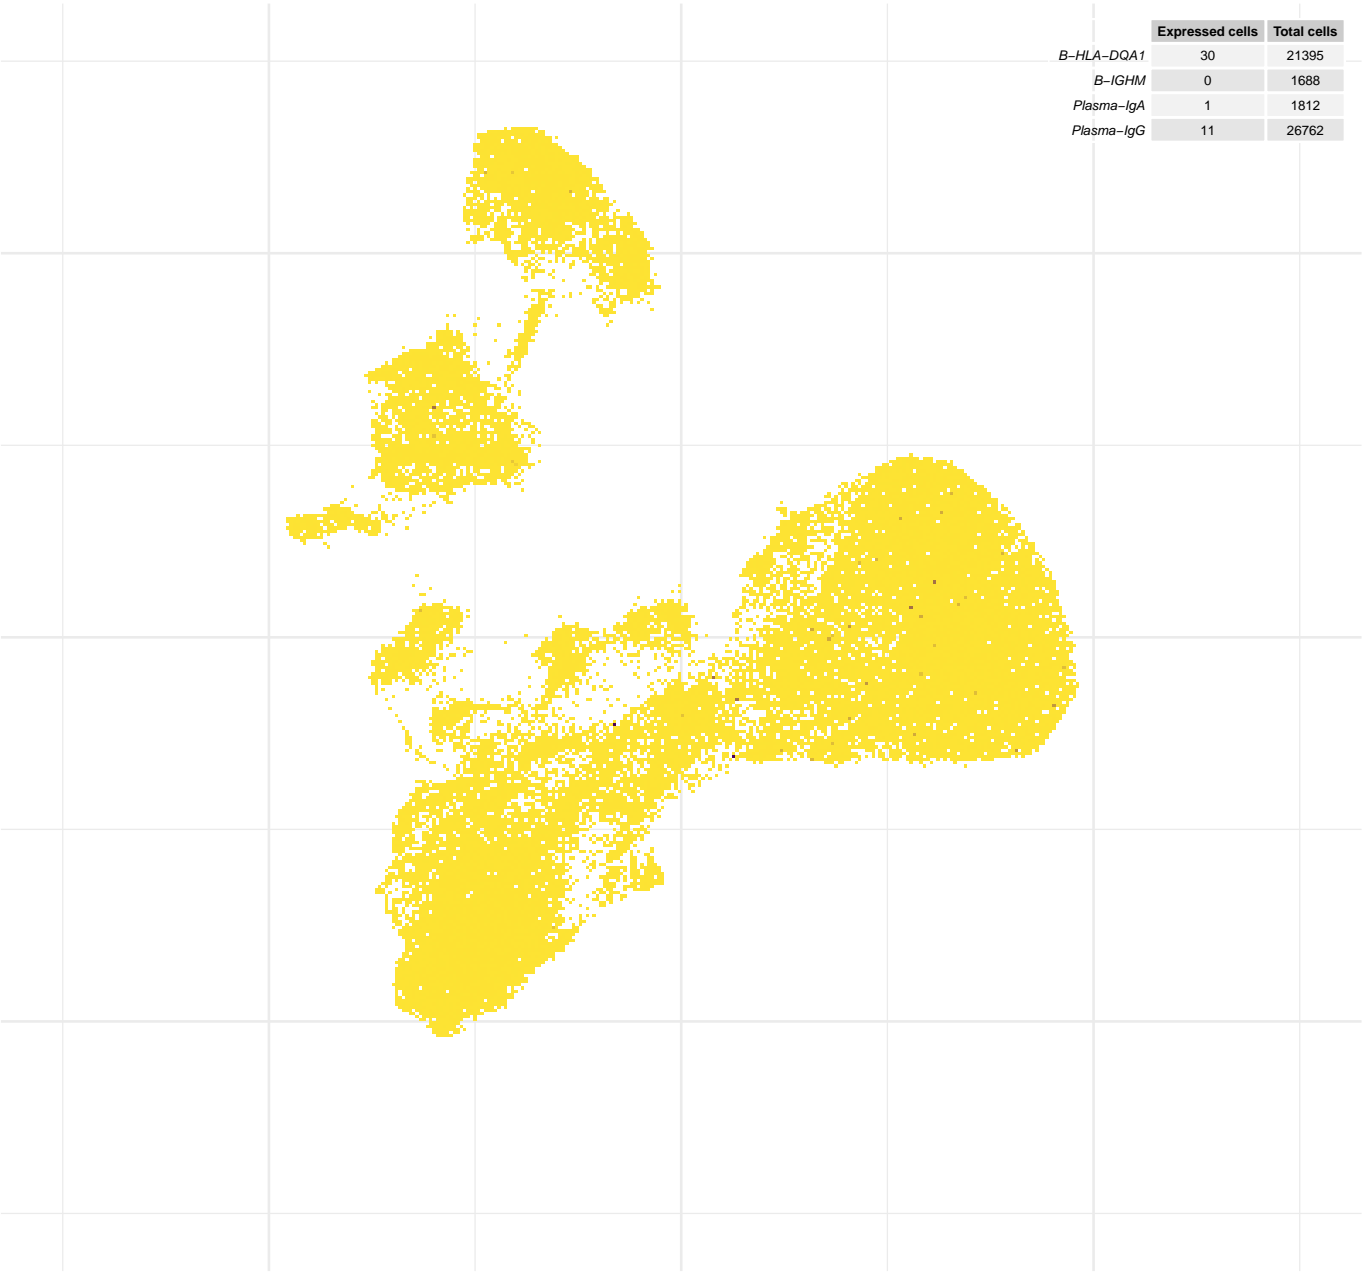 Expressed cells Total cells
B−HLA−DQA1 30 21395
B−IGHM 0 1688
Plasma−IgA 1 1812
Plasma−IgG 11 26762